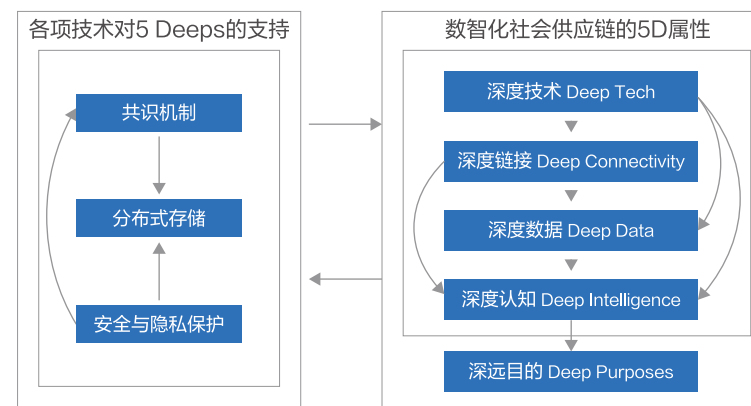 各项技术对5 Deeps的支持
共识机制
分布式存储
安全与隐私保护
数智化社会供应链的5D属性
深度技术 Deep Tech
深度链接 Deep Connectivity
深度数据 Deep Data
深度认知 Deep Intelligence
深远目的 Deep Purposes